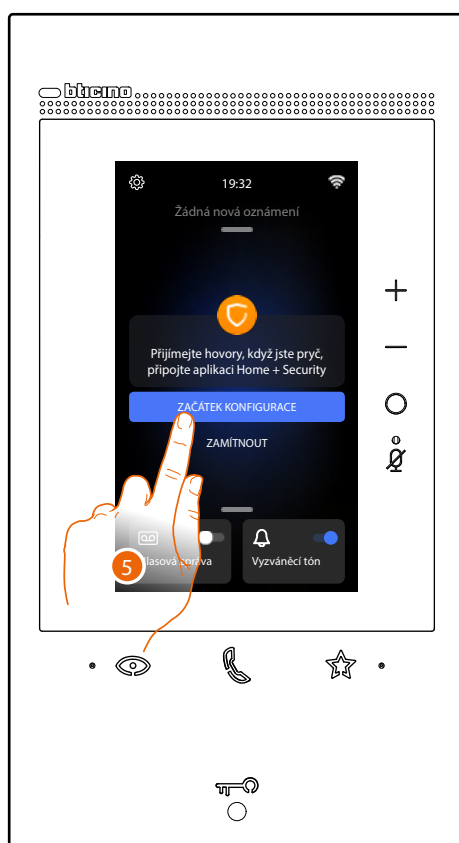 bticino
19:32
Žádná nová oznámení
Přijímejte hovory, když jste pryč,
připojte aplikaci Home + Security
ZAČÁTEK KONFIGURACE
ZAMÍTNOUT
Vyzváněcí tón
5